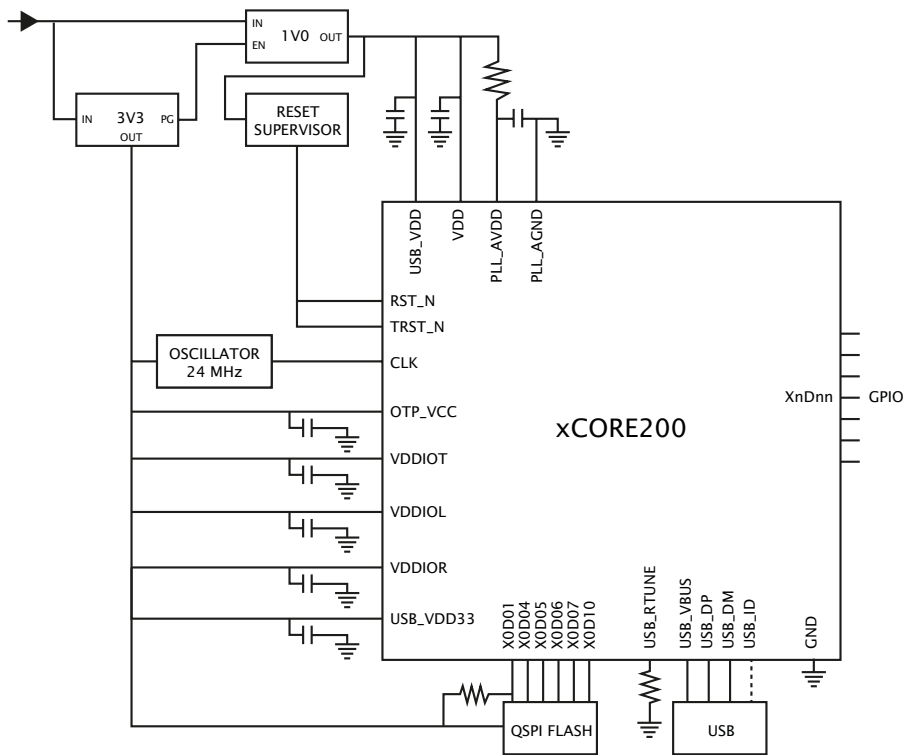 IN
1V0 OUT
EN
IN
3V3 PG
OUT
RESET
SUPERVISOR
USB_VDD
VDD
PLL_AVDD
PLL_AGND
RST_N
TRST_N
OSCILLATOR
24 MHz
CLK
OTP_VCC
VDDIOT
VDDIOL
VDDIOR
USB_VDD33
xCORE200
XnDnn
GPIO
X0D01
X0D04
X0D05
X0D06
X0D07
X0D10
USB_RTUNE
USB_VBUS
USB_DP
USB_DM
USB_ID
GND
QSPI FLASH
USB